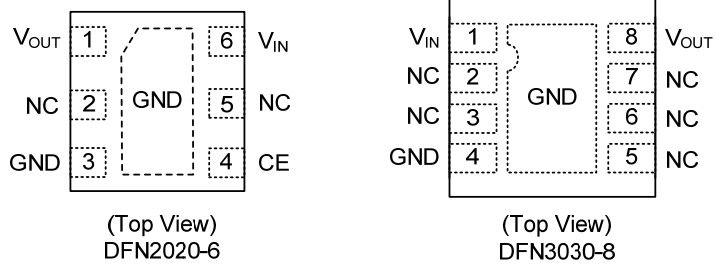 VOUT 1 6 VIN
NC 2 GND 5 NC
GND 3 4 CE
(Top View)
DFN2020-6
VIN 1 8 VOUT
NC 2 7 NC
GND
NC 3 6 NC
GND 4 5 NC
(Top View)
DFN3030-8